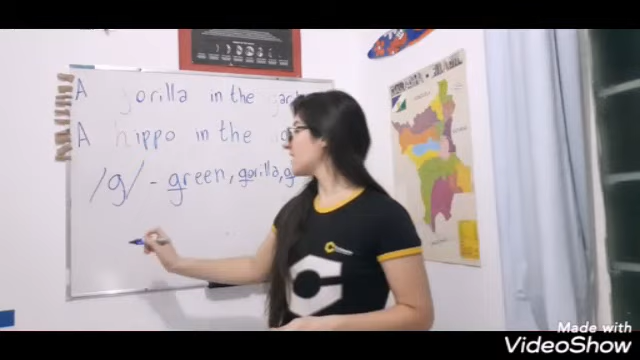 A gorilla in the
A hippo in the
/g/ - green, gorilla,
Made with
VideoShow